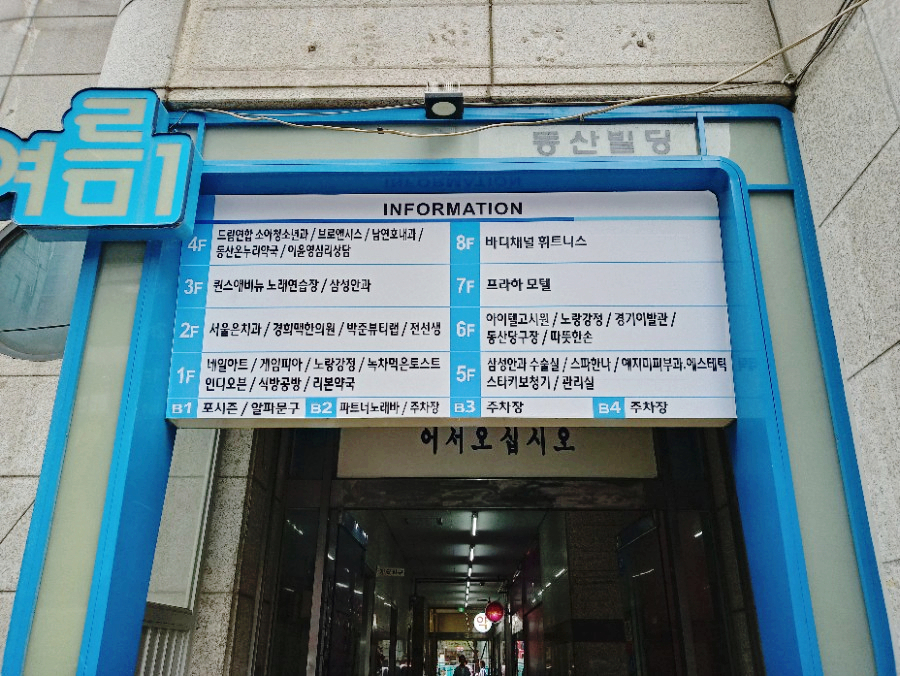 여름1
동산빌딩
INFORMATION
4F 드림연합 소아청소년과 / 브로앤시스 / 남연호내과 /
동산온누리약국 / 이윤영심리상담
3F 퀸스애비뉴 노래연습장 / 삼성안과
2F 서울은치과 / 경희맥한의원 / 박준뷰티랩 / 전선생
1F 네일아트 / 게임피아 / 노랑강정 / 녹차먹은토스트
인디오븐 / 식방공방 / 리본약국
8F 바디채널 휘트니스
7F 프라하 모텔
6F 아이텔고시원 / 노랑강정 / 경기이발관 /
동산당구장 / 따뜻한손
5F 삼성안과 수술실 / 스파한나 / 예지미피부과.에스테틱
스타키보청기 / 관리실
B1 포시즌 / 알파문구 B2 파트너노래바 / 주차장 B3 주차장 B4 주차장
어서오십시오
약